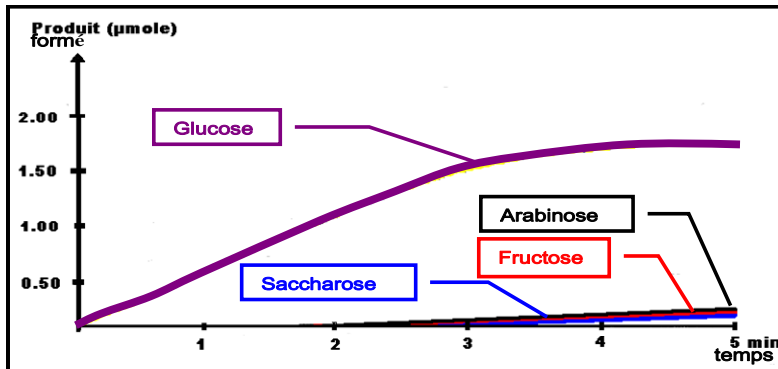 Produit (µmole)
formé
2.00
Glucose
1.50
Arabinose
1.00
Fructose
Saccharose
0.50
1 2 3 4 5 min
temps